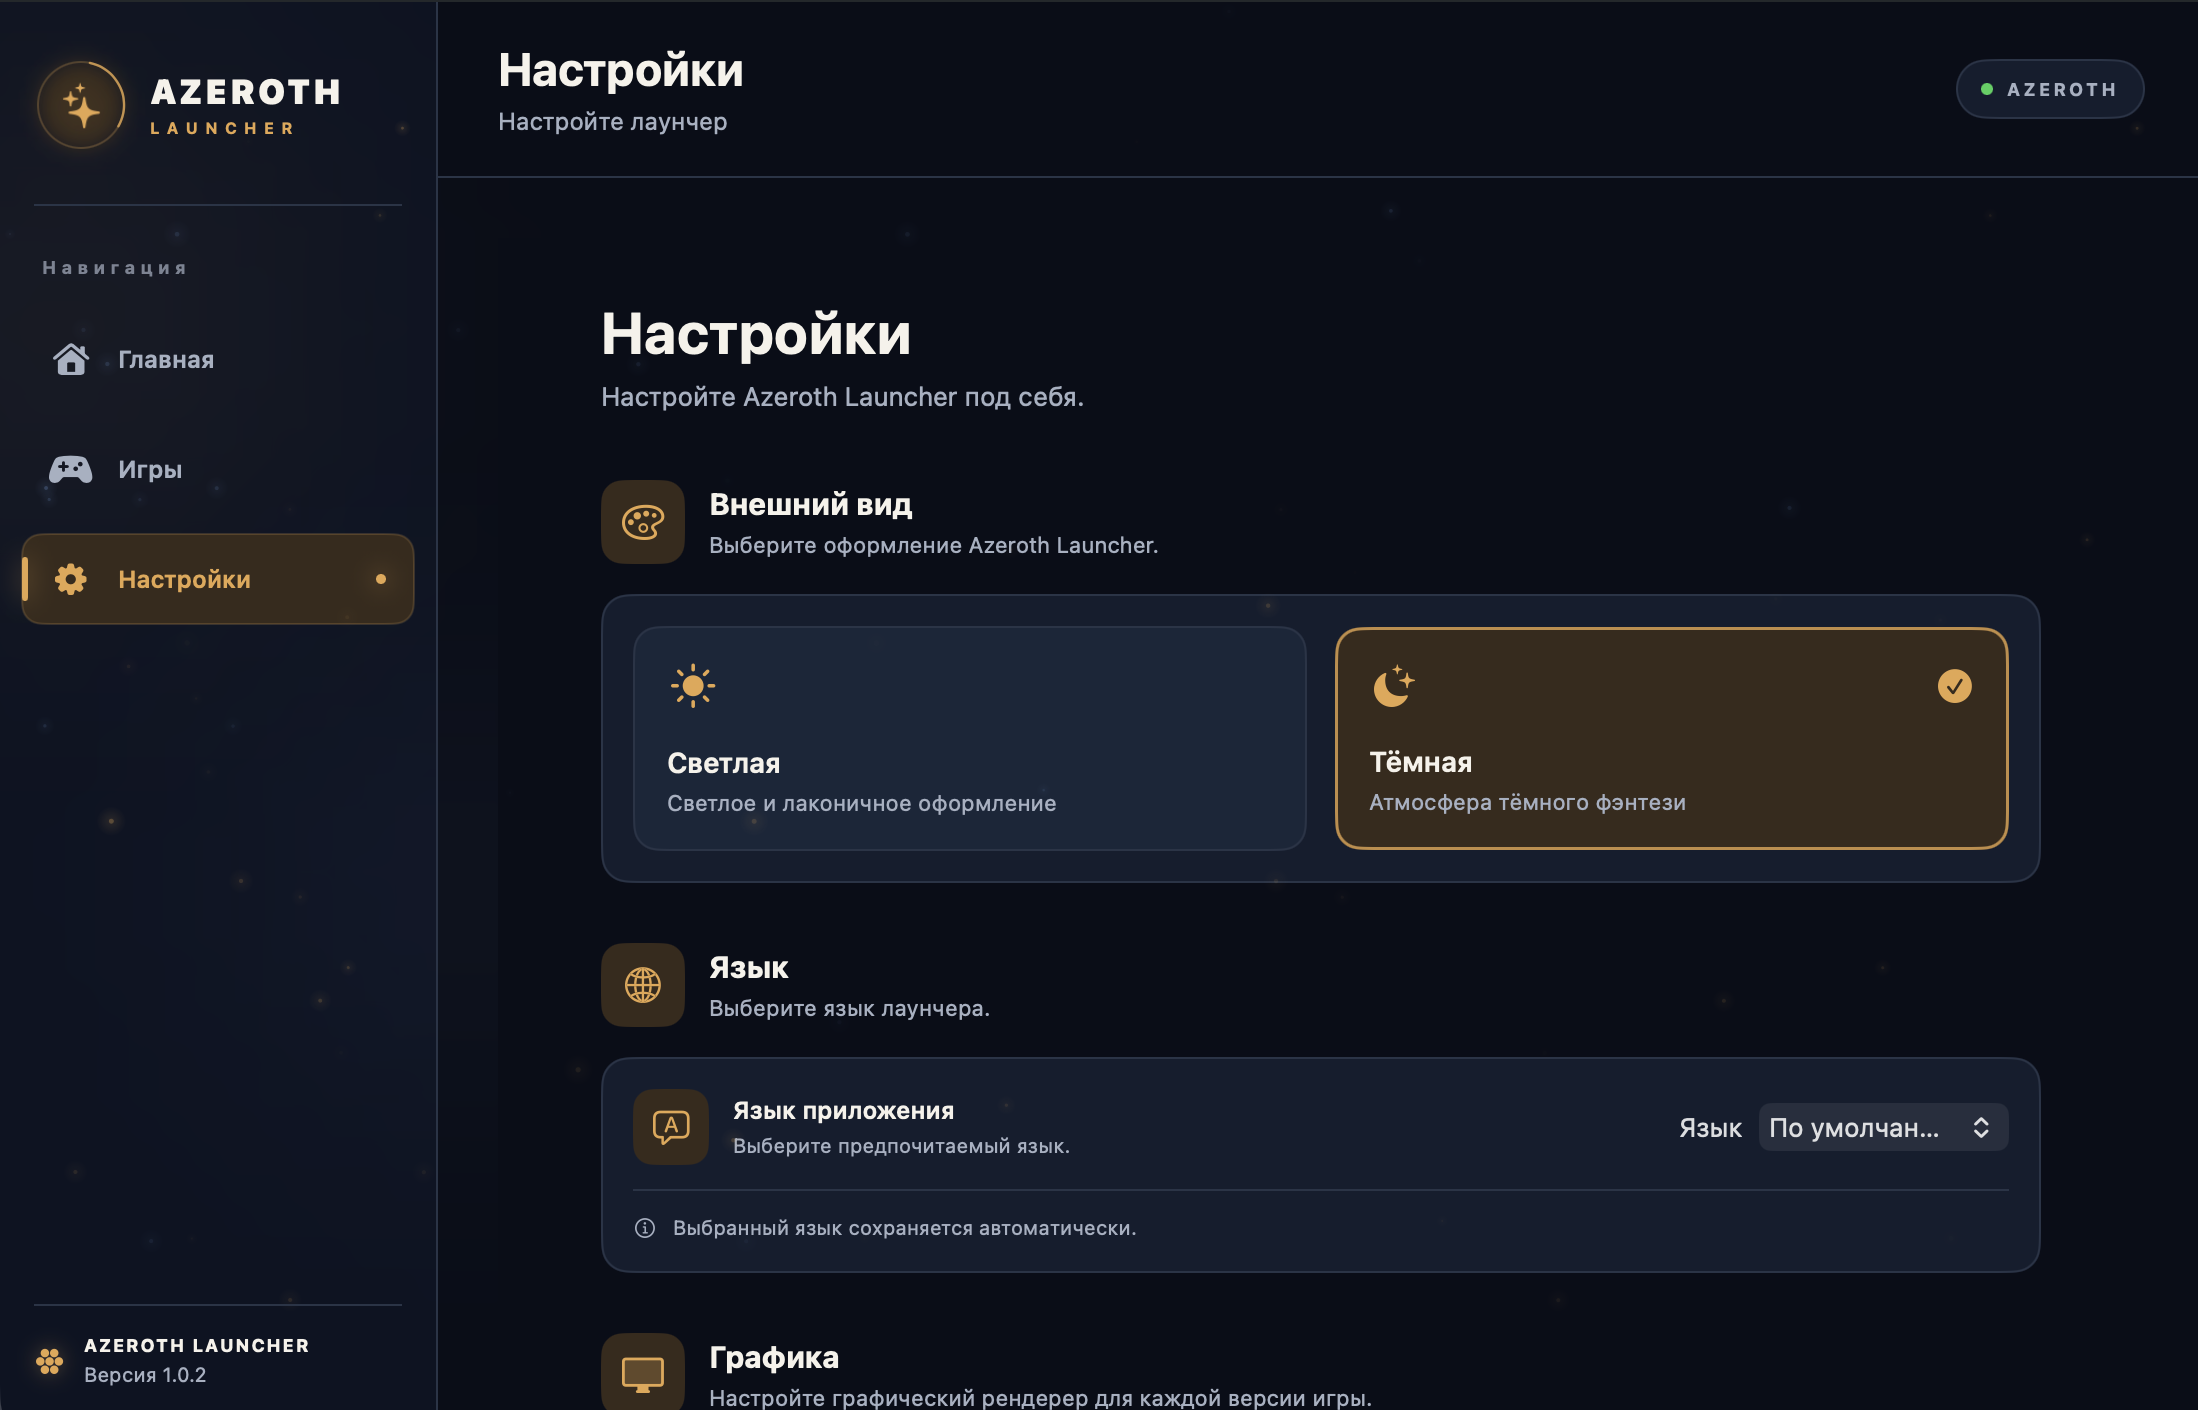 AZEROTH
LAUNCHER
Навигация
Главная
Игры
Настройки
AZEROTH LAUNCHER
Версия 1.0.2
Настройки
Настройте лаунчер
AZEROTH
Настройки
Настройте Azeroth Launcher под себя.
Внешний вид
Выберите оформление Azeroth Launcher.
Светлая
Светлое и лаконичное оформление
Тёмная
Атмосфера тёмного фэнтези
Язык
Выберите язык лаунчера.
A
Язык приложения
Выберите предпочитаемый язык.
Язык
По умолчан...
Выбранный язык сохраняется автоматически.
Графика
Настройте графический рендерер для каждой версии игры.